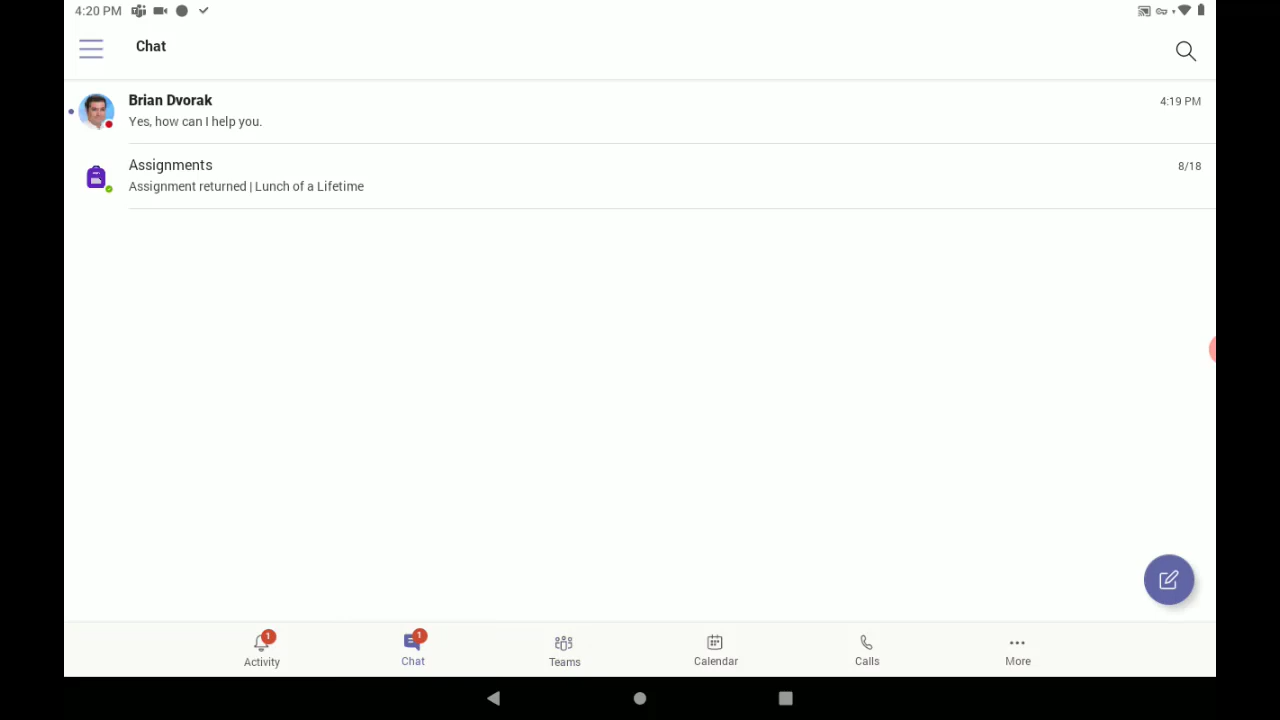 4:20 PM
Chat
Brian Dvorak
4:19 PM
Yes, how can I help you.
Assignments
8/18
Assignment returned | Lunch of a Lifetime
1
1
Activity
Chat
Teams
Calendar
Calls
More